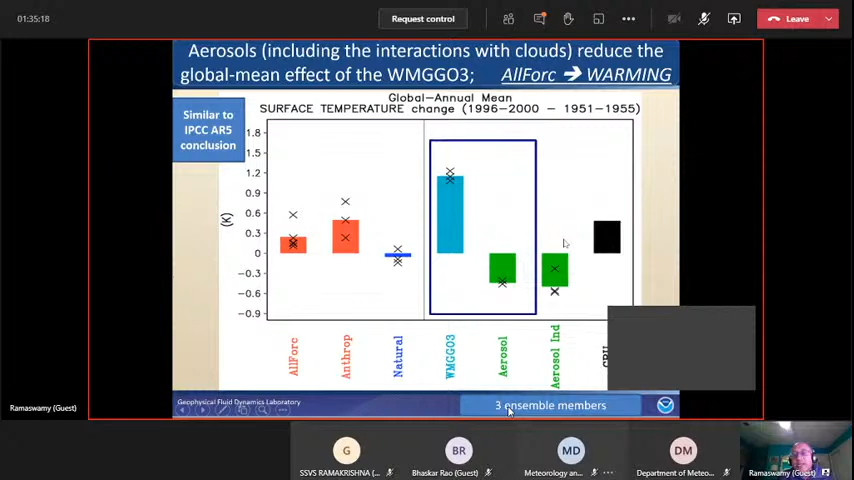 01:35:18
Request control
Leave
Aerosols (including the interactions with clouds) reduce the
global-mean effect of the WMGGO3; AllForc ➔ WARMING
Similar to
IPCC AR5
conclusion
Global-Annual Mean
SURFACE TEMPERATURE change (1996-2000 - 1951-1955)
(K)
1.8
1.5
1.2
0.9
0.6
0.3
0
-0.3
-0.6
-0.9
AllForc
Anthrop
Natural
WMGGO3
Aerosol
Aerosol Ind
Geophysical Fluid Dynamics Laboratory
3 ensemble members
Ramaswamy (Guest)
G
BR
MD
DM
SSVS RAMAKRISHNA (...
Bhaskar Rao (Guest)
Meteorology an...
Department of Meteo...
Ramaswamy (Guest)